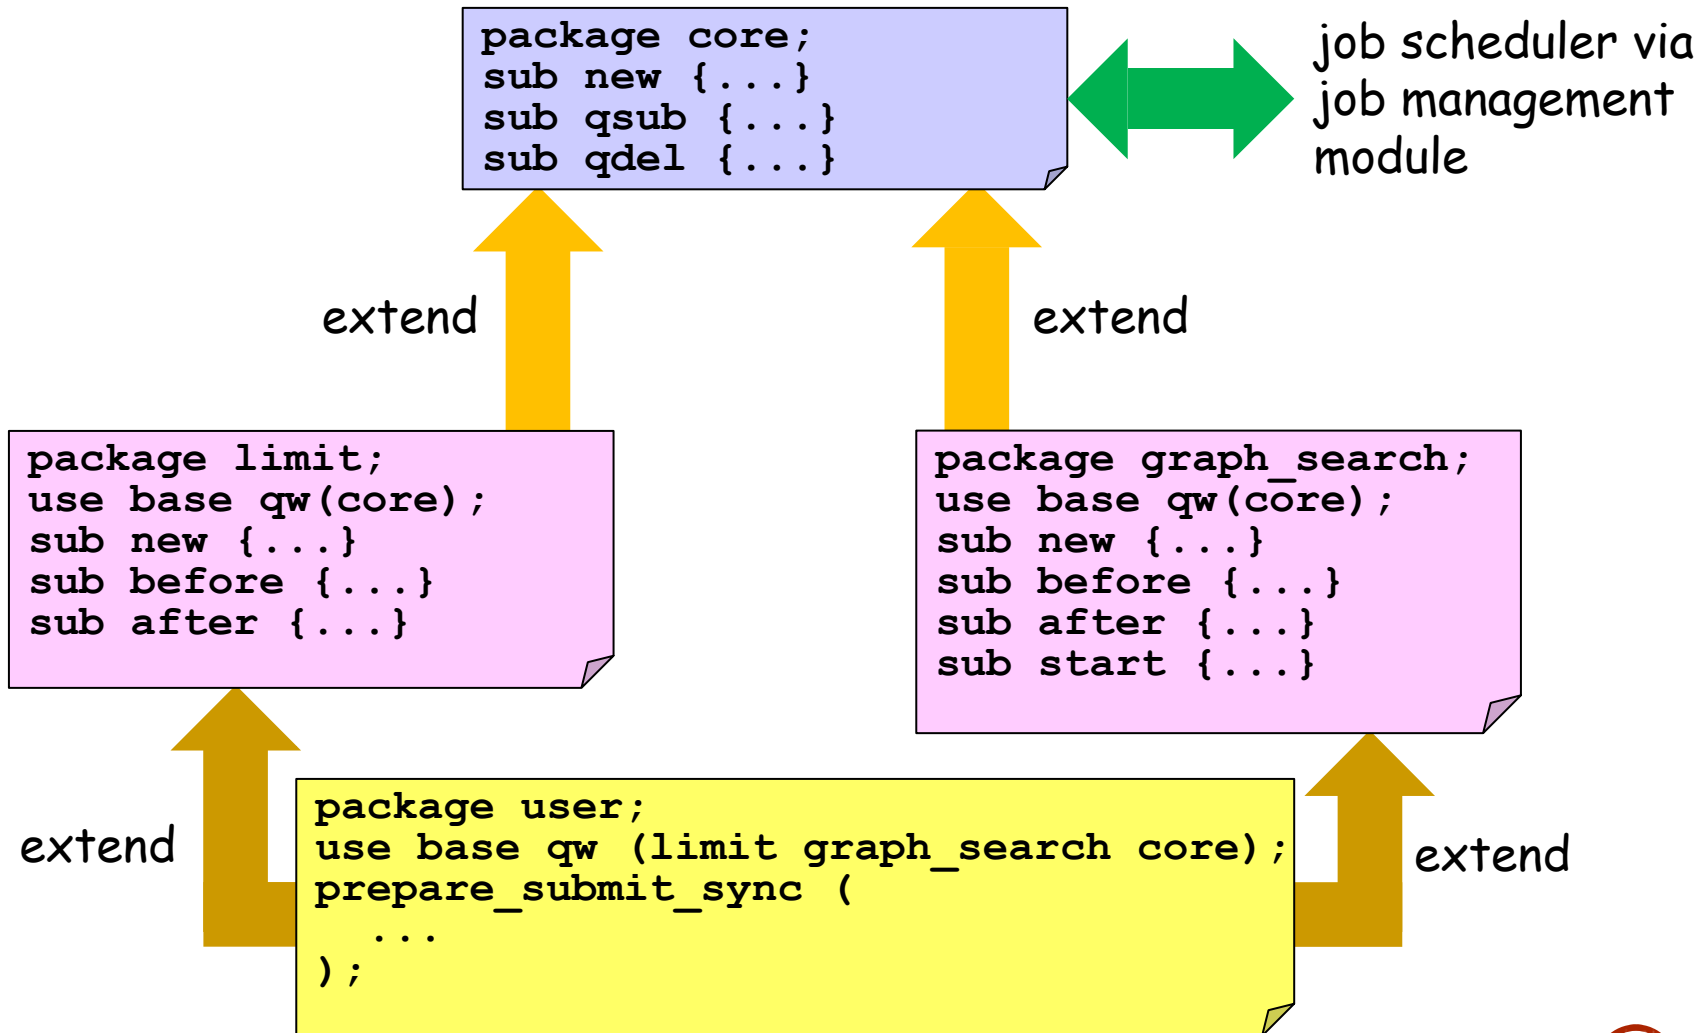 package core;
sub new {...}
sub qsub {...}
sub qdel {...}
job scheduler via
job management
module
extend
extend
package limit;
use base qw(core);
sub new {...}
sub before {...}
sub after {...}
package graph_search;
use base qw(core);
sub new {...}
sub before {...}
sub after {...}
sub start {...}
extend
package user;
use base qw (limit graph_search core);
prepare_submit_sync (
...
);
extend